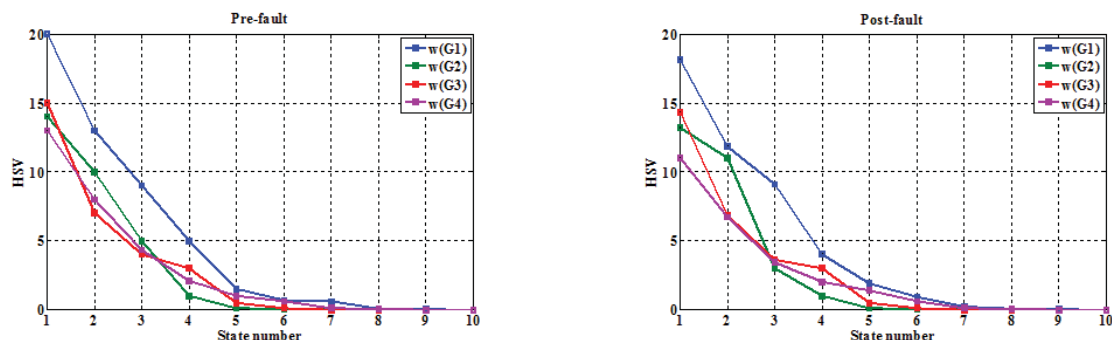 Pre-fault
20
15
10
5
0
HSV
w(G1)
w(G2)
w(G3)
w(G4)
1 2 3 4 5 6 7 8 9 10
State number
Post-fault
20
15
10
5
0
HSV
w(G1)
w(G2)
w(G3)
w(G4)
1 2 3 4 5 6 7 8 9 10
State number